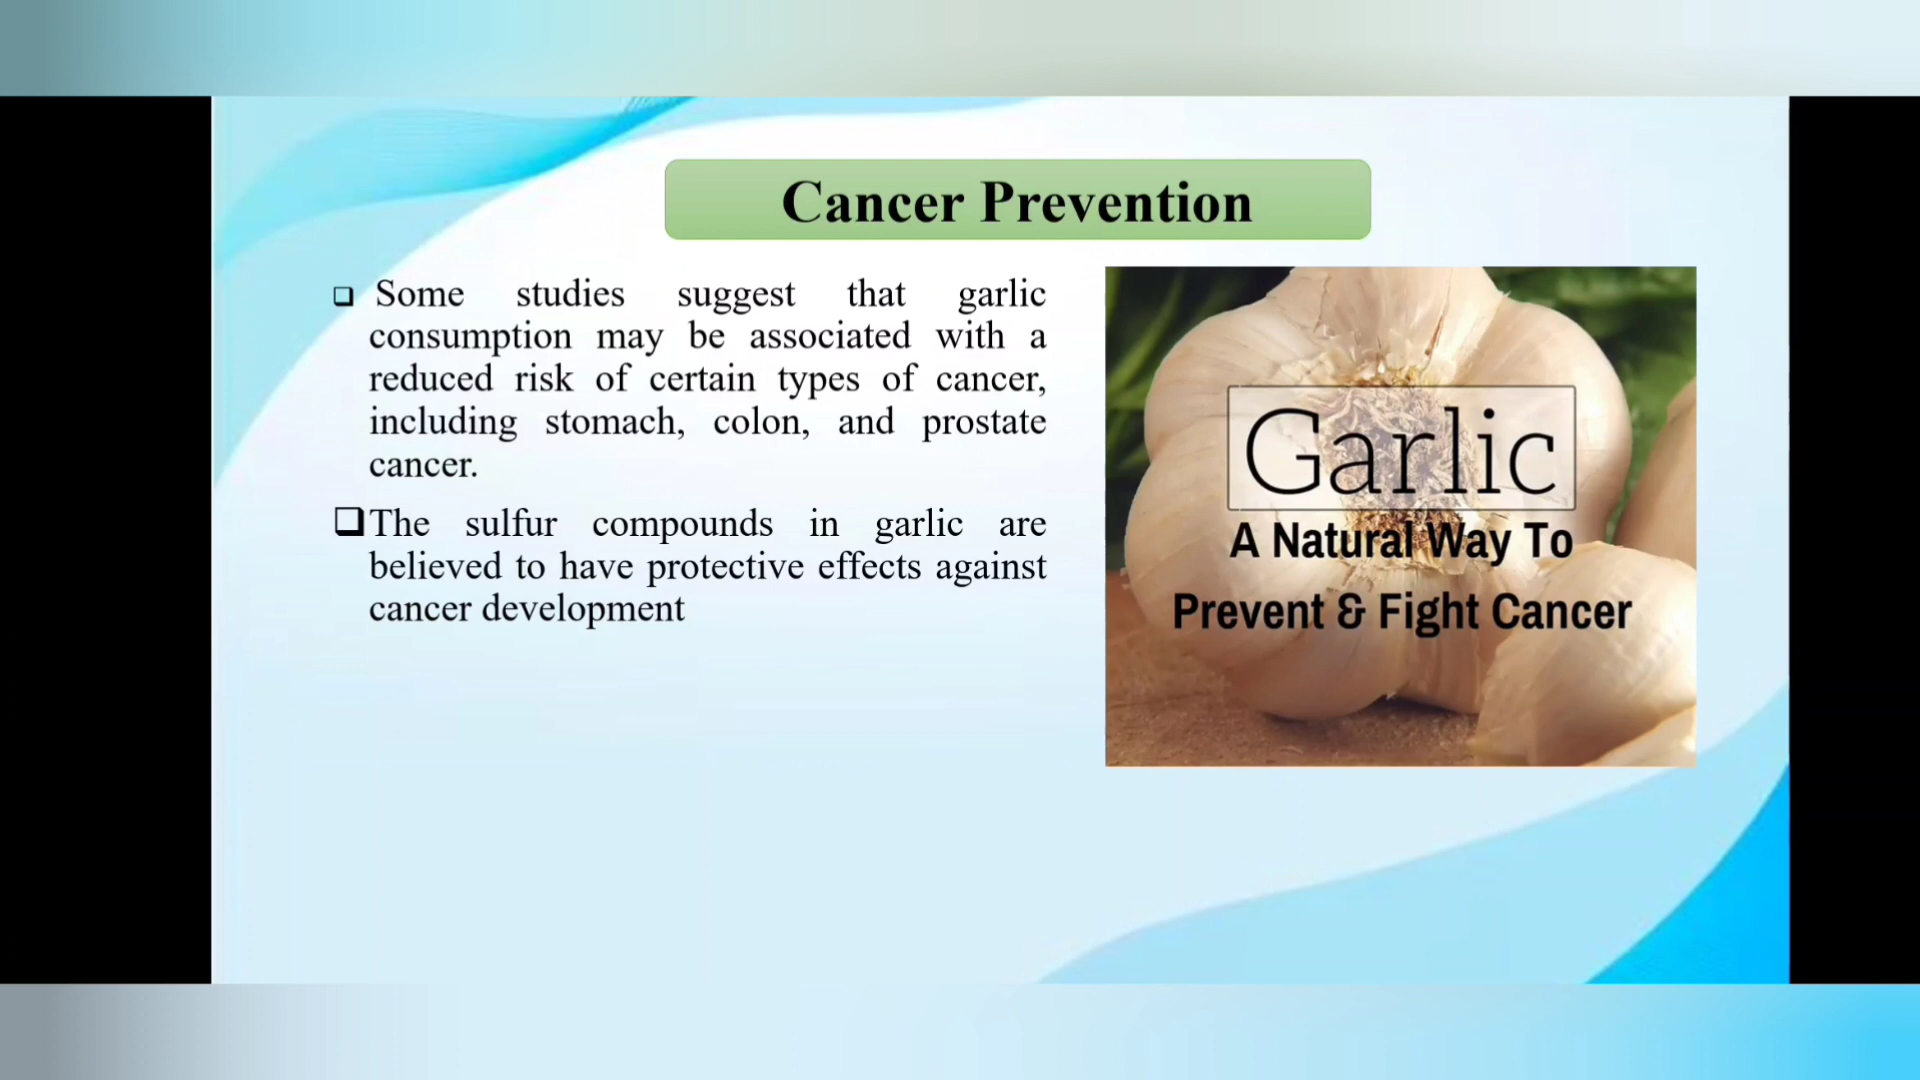 Cancer Prevention
Some studies suggest that garlic
consumption may be associated with a
reduced risk of certain types of cancer,
including stomach, colon, and prostate
cancer.
The sulfur compounds in garlic are
believed to have protective effects against
cancer development
Garlic
A Natural Way To
Prevent & Fight Cancer